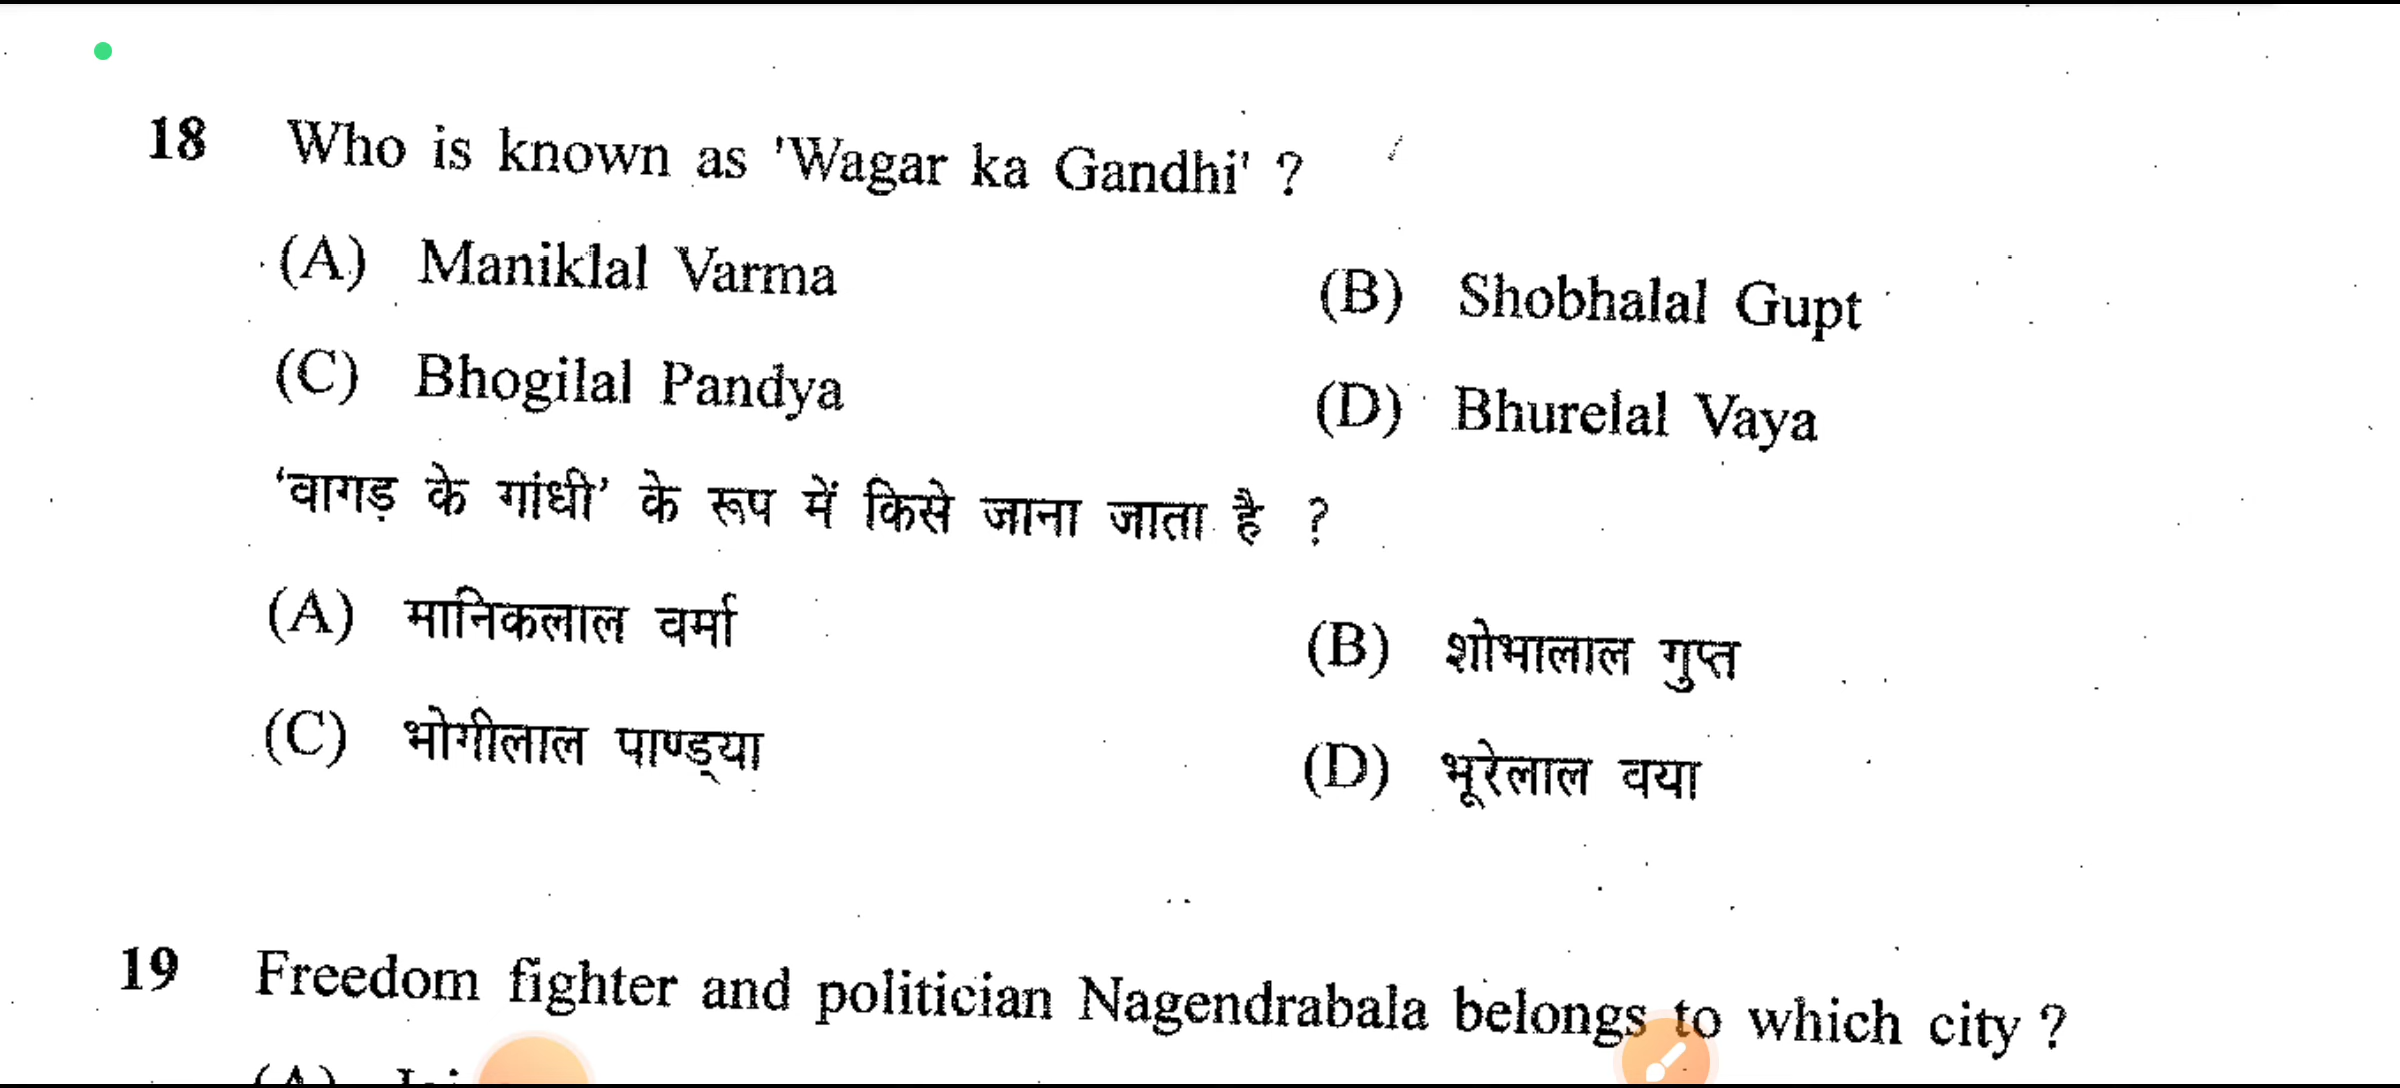 18 Who is known as 'Wagar ka Gandhi' ?
(A) Maniklal Varma (B) Shobhalal Gupt
(C) Bhogilal Pandya (D) Bhurelal Vaya
‘वागड़ के गांधी’ के रूप में किसे जाना जाता है ?
(A) मानिकलाल वर्मा (B) शोभालाल गुप्त
(C) भोगीलाल पाण्ड्या (D) भूरेलाल वया
19 Freedom fighter and politician Nagendrabala belongs to which city ?
(A)